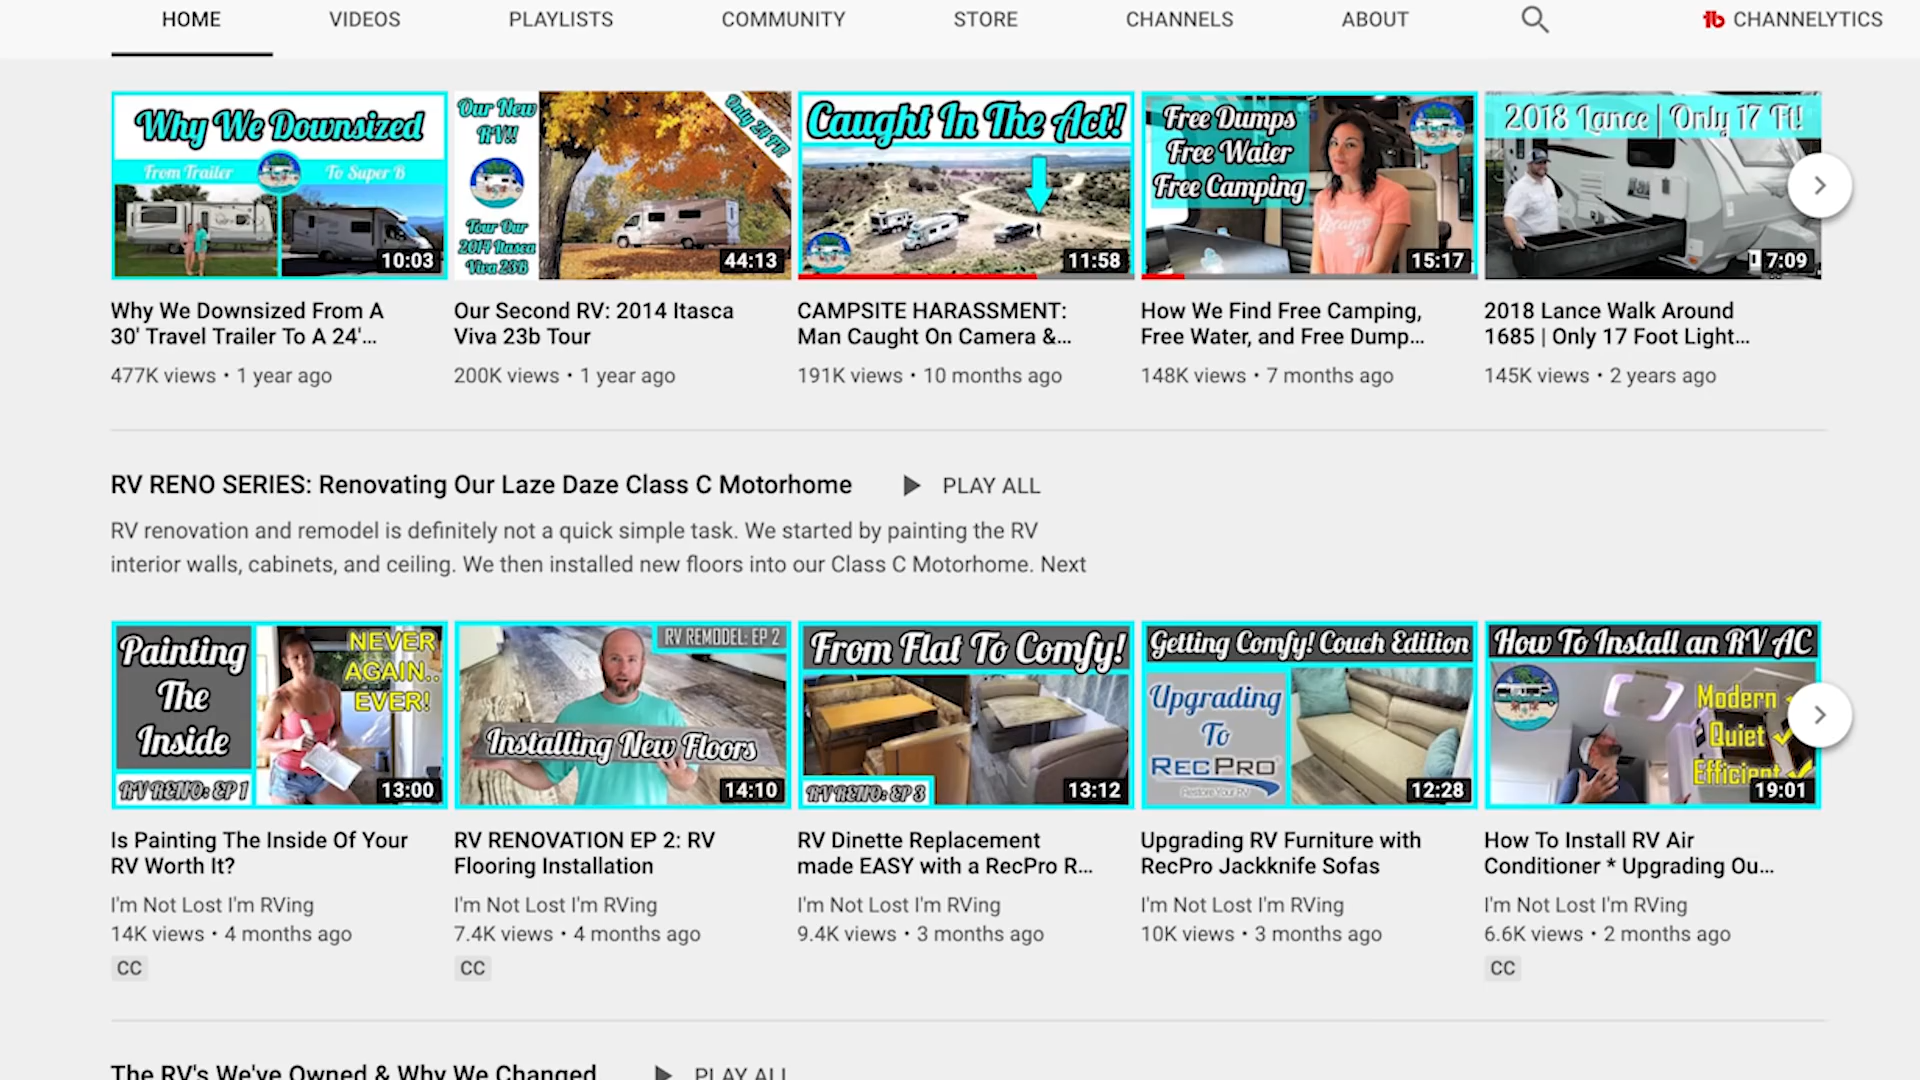 HOME VIDEOS PLAYLISTS COMMUNITY STORE CHANNELS ABOUT CHANNELYTICS
Why We Downsized
From Trailer To Super B
10:03
Our New
RV!!
Only 24 FT!
Tour Our
2014 Itasca
Viva 23B
44:13
Caught In The Act!
11:58
Free Dumps
Free Water
Free Camping
Dreams
15:17
2018 Lance | Only 17 Ft!
7:09
Why We Downsized From A
30' Travel Trailer To A 24'...
477K views • 1 year ago
Our Second RV: 2014 Itasca
Viva 23b Tour
200K views • 1 year ago
CAMPSITE HARASSMENT:
Man Caught On Camera &...
191K views • 10 months ago
How We Find Free Camping,
Free Water, and Free Dump...
148K views • 7 months ago
2018 Lance Walk Around
1685 | Only 17 Foot Light...
145K views • 2 years ago
RV RENO SERIES: Renovating Our Laze Daze Class C Motorhome PLAY ALL
RV renovation and remodel is definitely not a quick simple task. We started by painting the RV
interior walls, cabinets, and ceiling. We then installed new floors into our Class C Motorhome. Next
Painting
The
Inside
NEVER
AGAIN..
EVER!
RV RENO: EP 1
13:00
RV REMODEL: EP 2
Installing New Floors
14:10
From Flat To Comfy!
RV RENO: EP 3
13:12
Getting Comfy! Couch Edition
Upgrading
To
RECPRO
Restore Your RV
12:28
How To Install an RV AC
Modern
Quiet
Efficient
19:01
Is Painting The Inside Of Your
RV Worth It?
I'm Not Lost I'm RVing
14K views • 4 months ago
CC
RV RENOVATION EP 2: RV
Flooring Installation
I'm Not Lost I'm RVing
7.4K views • 4 months ago
CC
RV Dinette Replacement
made EASY with a RecPro R...
I'm Not Lost I'm RVing
9.4K views • 3 months ago
Upgrading RV Furniture with
RecPro Jackknife Sofas
I'm Not Lost I'm RVing
10K views • 3 months ago
How To Install RV Air
Conditioner * Upgrading Ou...
I'm Not Lost I'm RVing
6.6K views • 2 months ago
CC
The RV's We've Owned & Why We Changed PLAY ALL